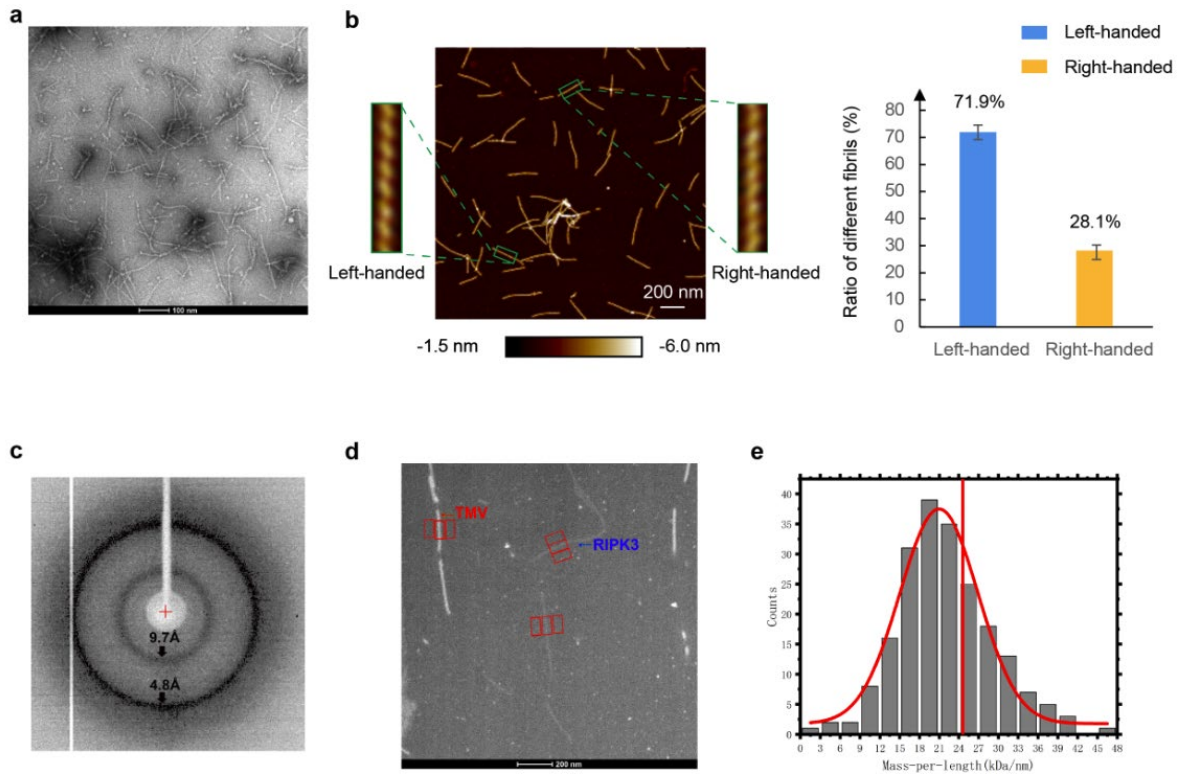 a
100 nm
b
Left-handed
Right-handed
200 nm
-1.5 nm
-6.0 nm
Left-handed
Right-handed
Ratio of different fibrils (%)
80
70
60
50
40
30
20
10
0
71.9%
28.1%
Left-handed
Right-handed
c
9.7Å
4.8Å
d
TMV
RIPK3
200 nm
e
Counts
40
35
30
25
20
15
10
5
0
0 3 6 9 12 15 18 21 24 27 30 33 36 39 42 45 48
Mass-per-length(kDa/nm)